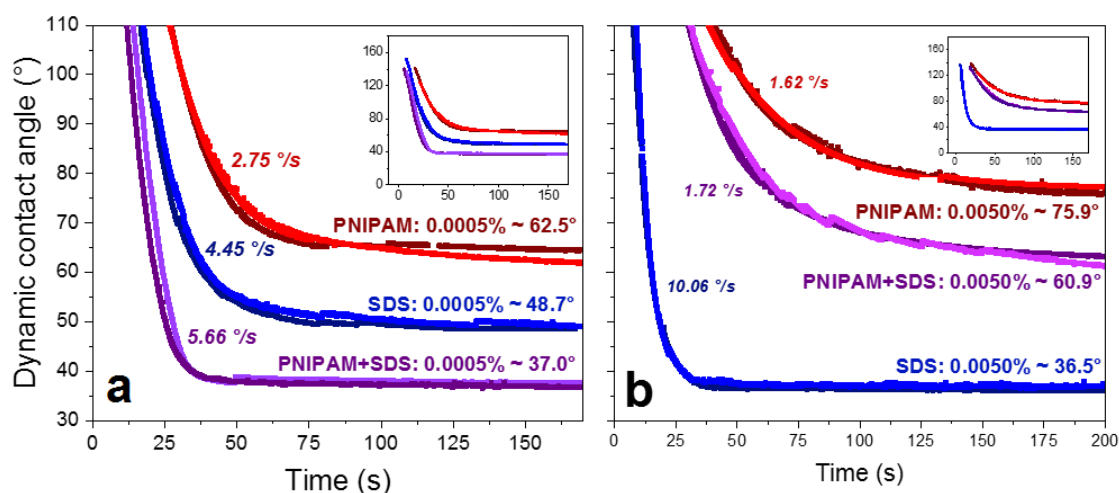 Dynamic contact angle (°)
110
100
90
80
70
60
50
40
30
160
120
80
40
0
0
50
100
150
2.75 °/s
4.45 °/s
5.66 °/s
PNIPAM: 0.0005% ~ 62.5°
SDS: 0.0005% ~ 48.7°
PNIPAM+SDS: 0.0005% ~ 37.0°
a
0
25
50
75
100
125
150
Time (s)
160
120
80
40
0
0
50
100
150
1.62 °/s
1.72 °/s
10.06 °/s
PNIPAM: 0.0050% ~ 75.9°
PNIPAM+SDS: 0.0050% ~ 60.9°
SDS: 0.0050% ~ 36.5°
b
0
25
50
75
100
125
150
175
200
Time (s)